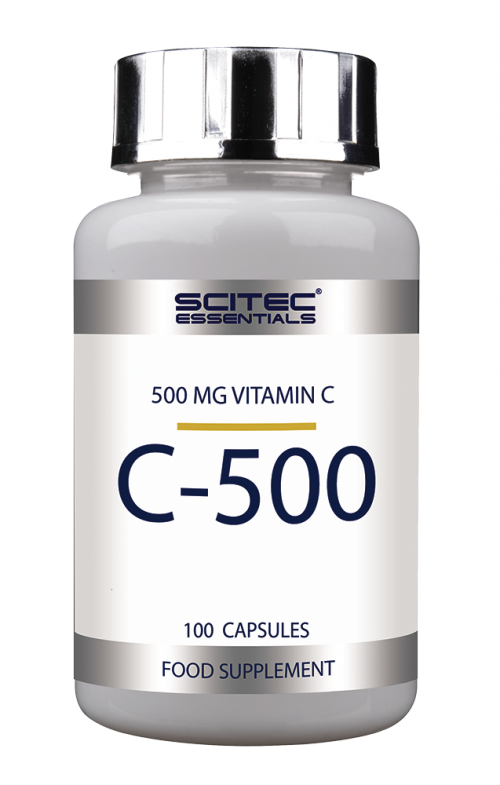 SCITEC®
ESSENTIALS
500 MG VITAMIN C
C-500
100 CAPSULES
FOOD SUPPLEMENT